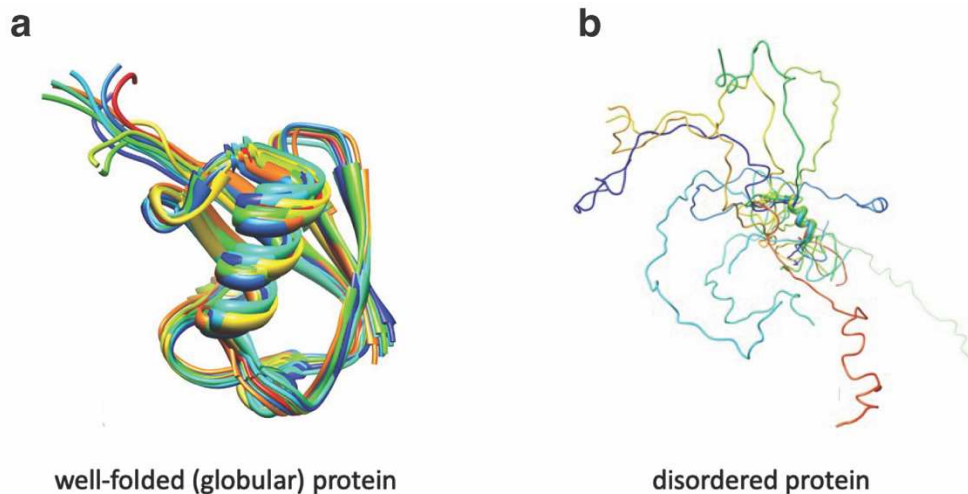 a
b
well-folded (globular) protein
disordered protein